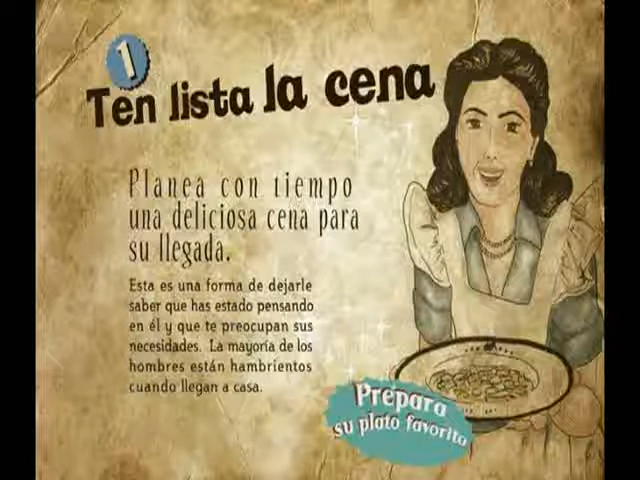 1
Ten lista la cena
Planea con tiempo
una deliciosa cena para
su llegada.
Esta es una forma de dejarle
saber que has estado pensando
en él y que te preocupan sus
necesidades. La mayoría de los
hombres están hambrientos
cuando llegan a casa.
Prepara
su plato favorito